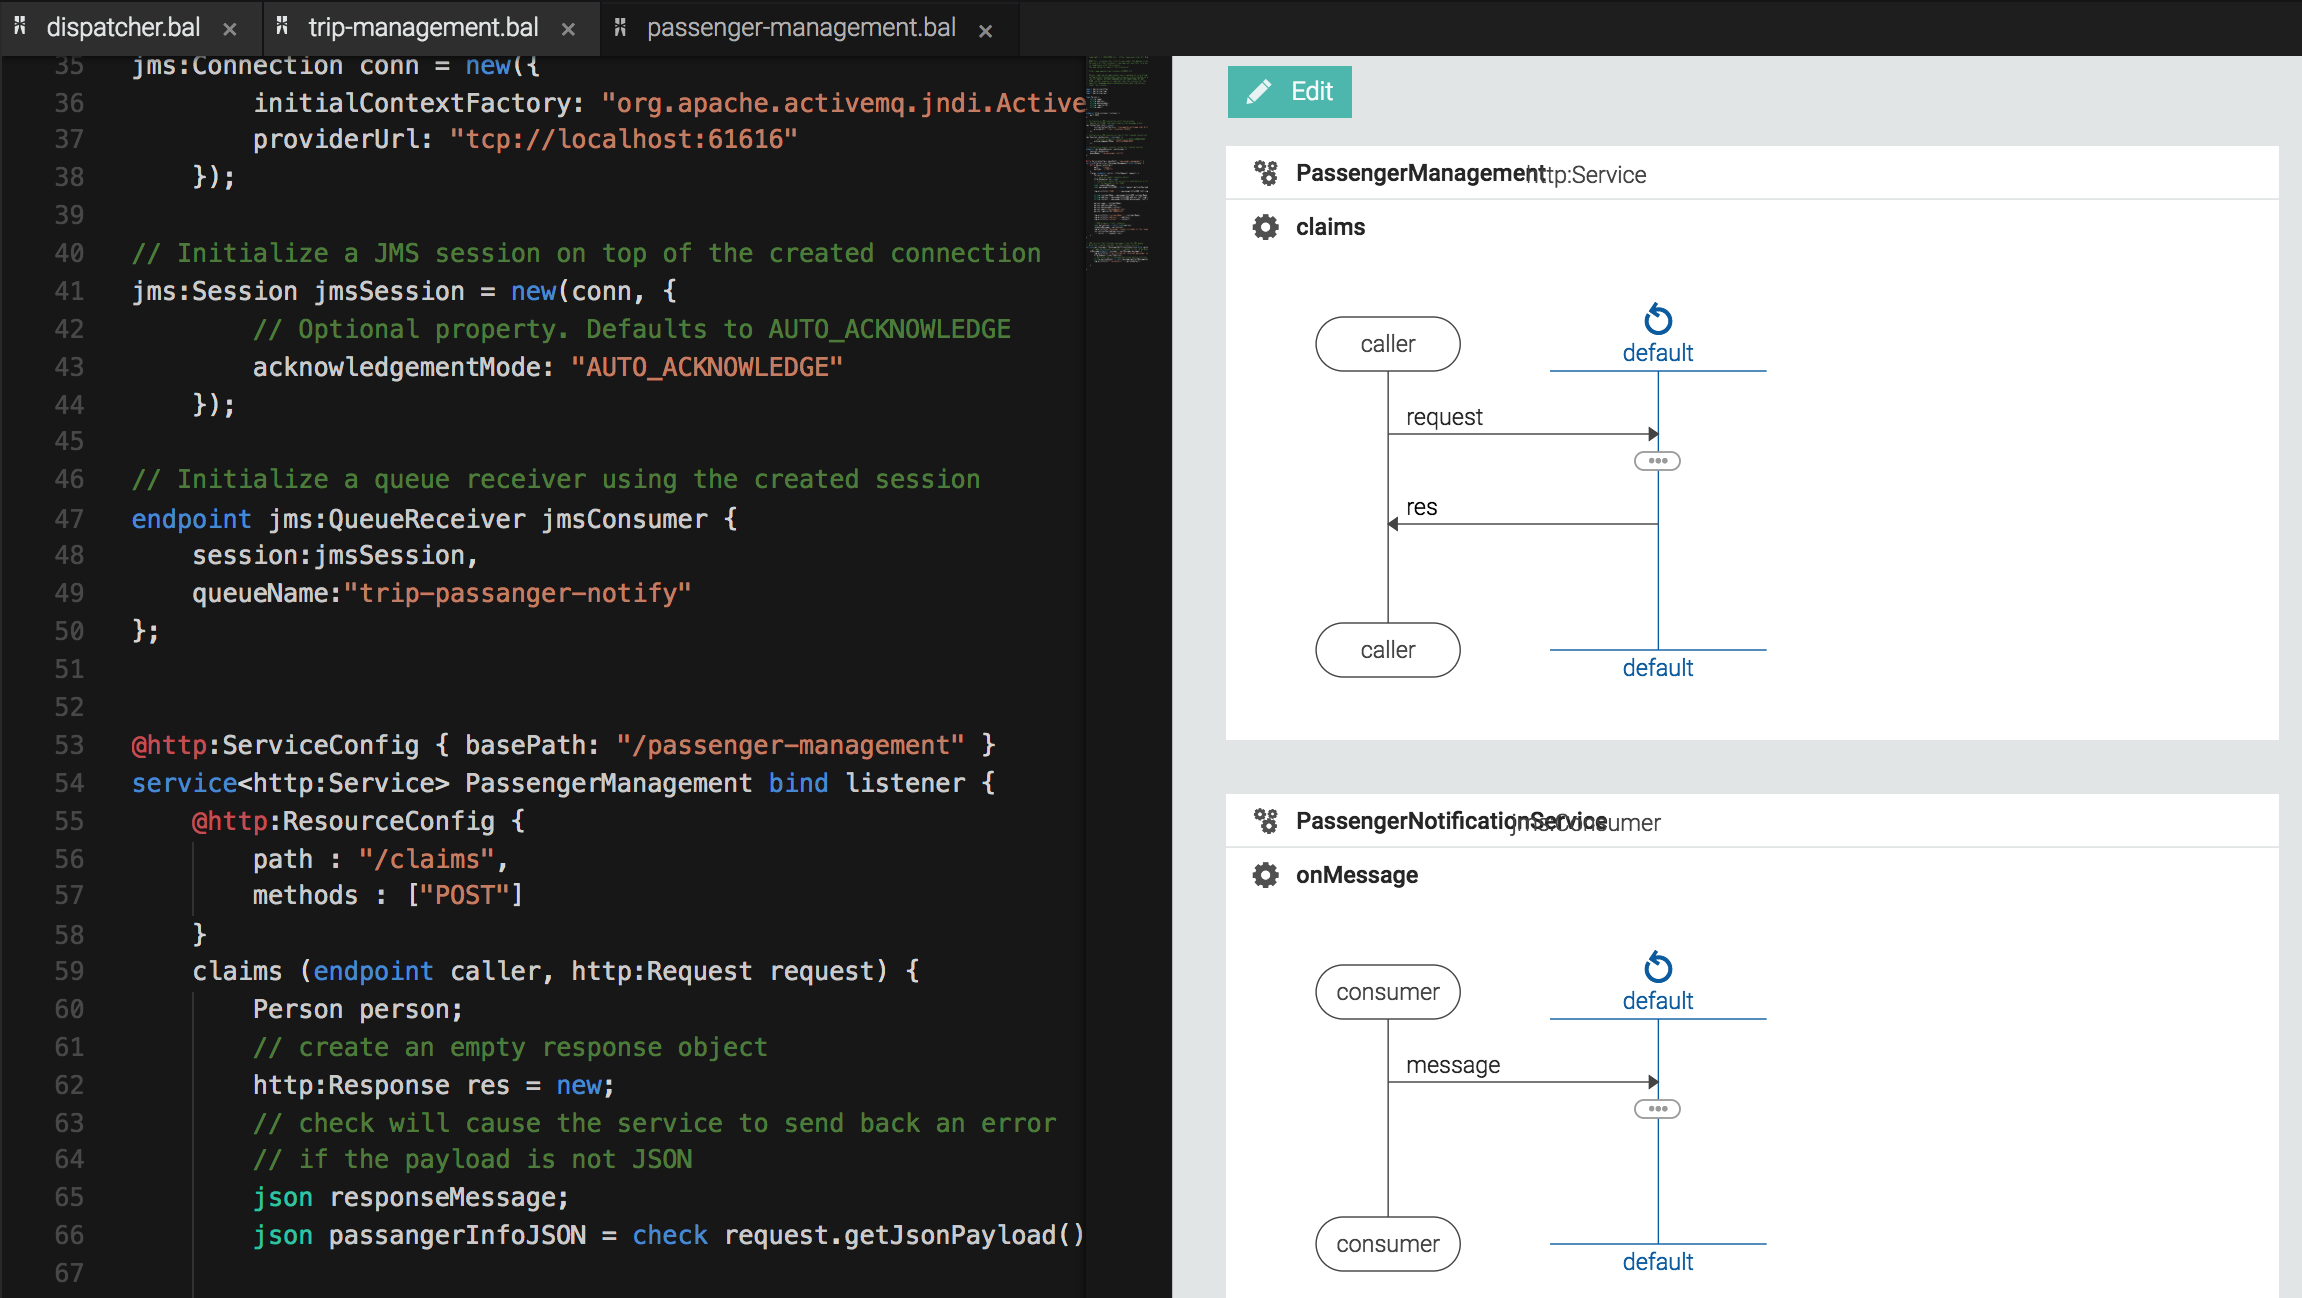 dispatcher.bal ×
trip-management.bal ×
passenger-management.bal ×
35 jms:Connection conn = new({
36 initialContextFactory: "org.apache.activemq.jndi.Active
37 providerUrl: "tcp://localhost:61616"
38 });
39
40 // Initialize a JMS session on top of the created connection
41 jms:Session jmsSession = new(conn, {
42 // Optional property. Defaults to AUTO_ACKNOWLEDGE
43 acknowledgementMode: "AUTO_ACKNOWLEDGE"
44 });
45
46 // Initialize a queue receiver using the created session
47 endpoint jms:QueueReceiver jmsConsumer {
48 session:jmsSession,
49 queueName:"trip-passanger-notify"
50 };
51
52
53 @http:ServiceConfig { basePath: "/passenger-management" }
54 service<http:Service> PassengerManagement bind listener {
55 @http:ResourceConfig {
56 path : "/claims",
57 methods : ["POST"]
58 }
59 claims (endpoint caller, http:Request request) {
60 Person person;
61 // create an empty response object
62 http:Response res = new;
63 // check will cause the service to send back an error
64 // if the payload is not JSON
65 json responseMessage;
66 json passangerInfoJSON = check request.getJsonPayload()
67
Edit
PassengerManagement http:Service
claims
caller
default
request
res
caller
default
PassengerNotificationService jms:Consumer
onMessage
consumer
default
message
consumer
default